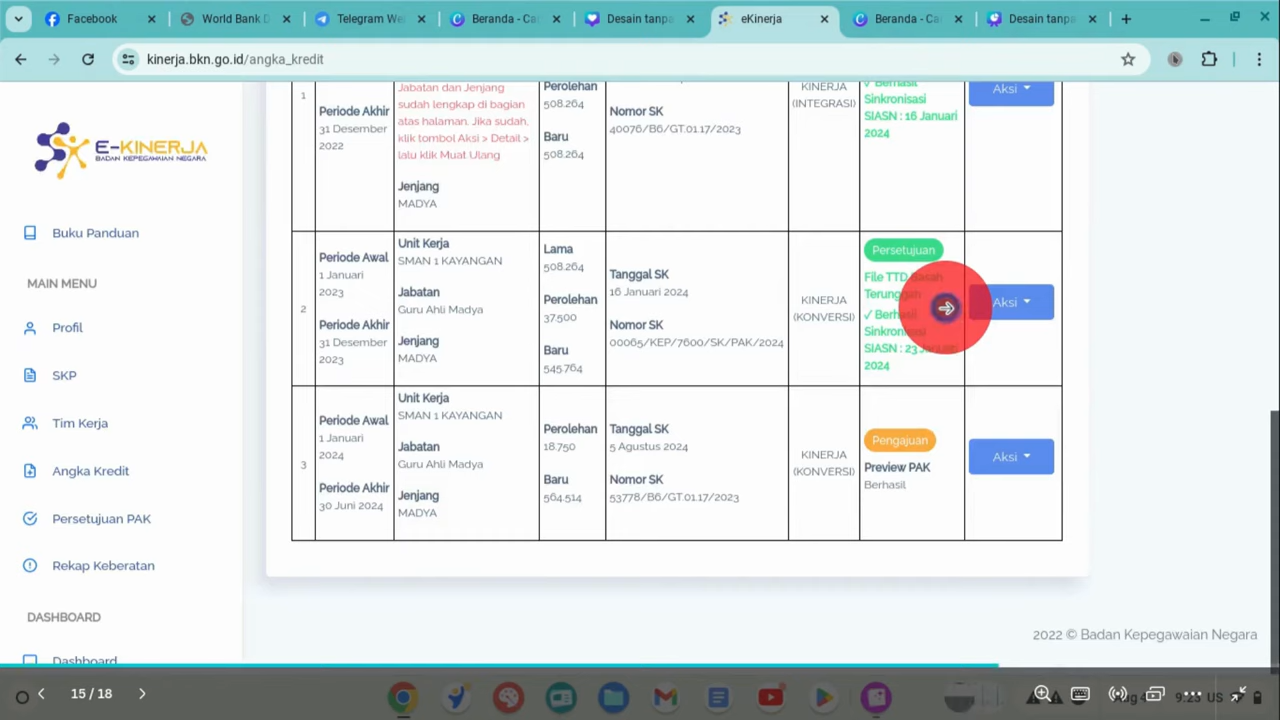 Facebook
World Bank D
Telegram We
Beranda - Ca
Desain tanpa
eKinerja
Beranda - Ca
Desain tanpa
kinerja.bkn.go.id/angka_kredit
E-KINERJA
BADAN KEPEGAWAIAN NEGARA
Buku Panduan
MAIN MENU
Profil
SKP
Tim Kerja
Angka Kredit
Persetujuan PAK
Rekap Keberatan
DASHBOARD
Dashboard
1
Periode Akhir
31 Desember
2022
Jabatan dan Jenjang
sudah lengkap di bagian
atas halaman. Jika sudah,
klik tombol Aksi > Detail >
lalu klik Muat Ulang
Jenjang
MADYA
Perolehan
508.264
Baru
508.264
Nomor SK
40076/B6/GT.01.17/2023
KINERJA
(INTEGRASI)
✓ Berhasil
Sinkronisasi
SIASN : 16 Januari
2024
Aksi
2
Periode Awal
1 Januari
2023
Periode Akhir
31 Desember
2023
Unit Kerja
SMAN 1 KAYANGAN
Jabatan
Guru Ahli Madya
Jenjang
MADYA
Lama
508.264
Perolehan
37.500
Baru
545.764
Tanggal SK
16 Januari 2024
Nomor SK
00065/KEP/7600/SK/PAK/2024
KINERJA
(KONVERSI)
Persetujuan
File TTD Basah
Terunggah
✓ Berhasil
Sinkronisasi
SIASN : 23 Januari
2024
Aksi
3
Periode Awal
1 Januari
2024
Periode Akhir
30 Juni 2024
Unit Kerja
SMAN 1 KAYANGAN
Jabatan
Guru Ahli Madya
Jenjang
MADYA
Perolehan
18.750
Baru
564.514
Tanggal SK
5 Agustus 2024
Nomor SK
53778/B6/GT.01.17/2023
KINERJA
(KONVERSI)
Pengajuan
Preview PAK
Berhasil
Aksi
2022 © Badan Kepegawaian Negara
15 / 18
Aug
9:23 US